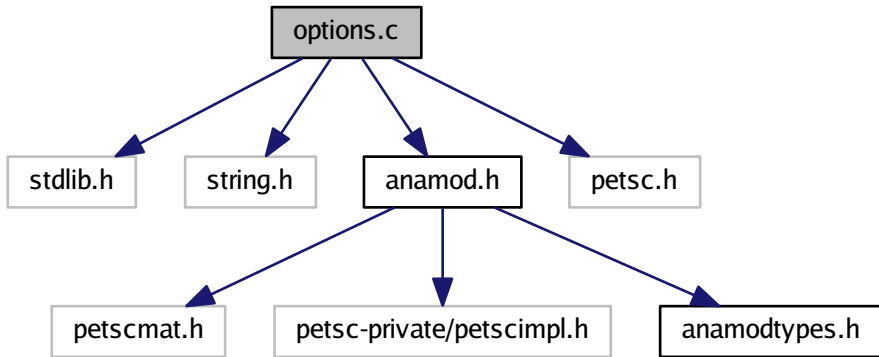 options.c
stdlib.h
string.h
anamod.h
petsc.h
petscmat.h
petsc-private/petscimpl.h
anamodtypes.h